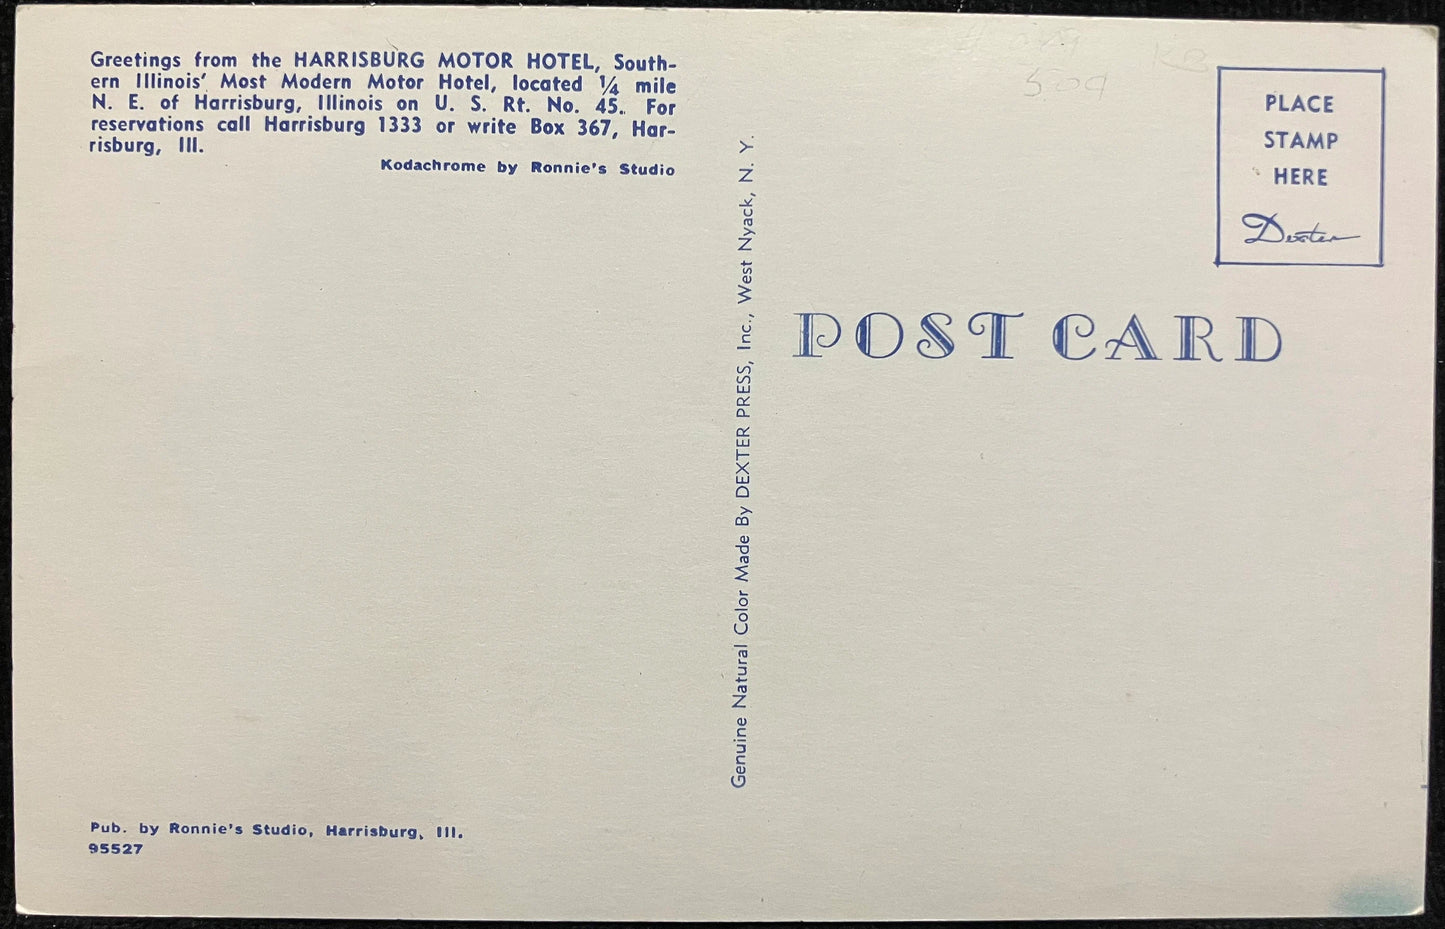 Greetings from the HARRISBURG MOTOR HOTEL, South-
ern Illinois' Most Modern Motor Hotel, located ¼ mile
N. E. of Harrisburg, Illinois on U. S. Rt. No. 45. For
reservations call Harrisburg 1333 or write Box 367, Har-
risburg, Ill.
Kodachrome by Ronnie's Studio
Pub. by Ronnie's Studio, Harrisburg, Ill.
95527
Genuine Natural Color Made By DEXTER PRESS, Inc., West Nyack, N. Y.
PLACE
STAMP
HERE
Dexter
POST CARD